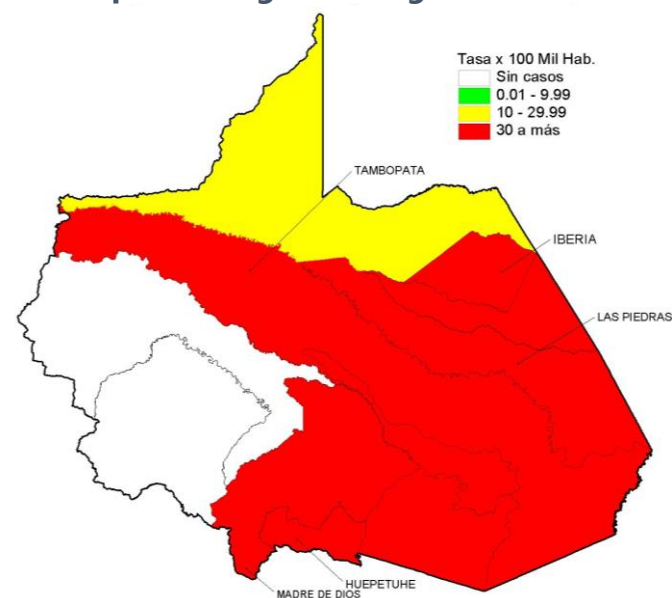 Tasa x 100 Mil Hab.
Sin casos
0.01 - 9.99
10 - 29.99
30 a más
TAMBOPATA
IBERIA
LAS PIEDRAS
HUEPETUHE
MADRE DE DIOS